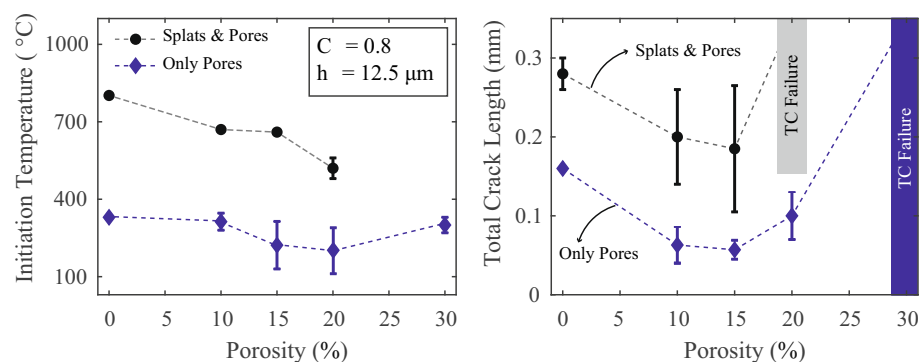 Initiation Temperature ( °C)
1000
700
400
100
Splats & Pores
Only Pores
C = 0.8
h = 12.5 μm
0 5 10 15 20 25 30
Porosity (%)
Total Crack Length (mm)
0.3
0.2
0.1
0
Splats & Pores
Only Pores
TC Failure
TC Failure
0 5 10 15 20 25 30
Porosity (%)